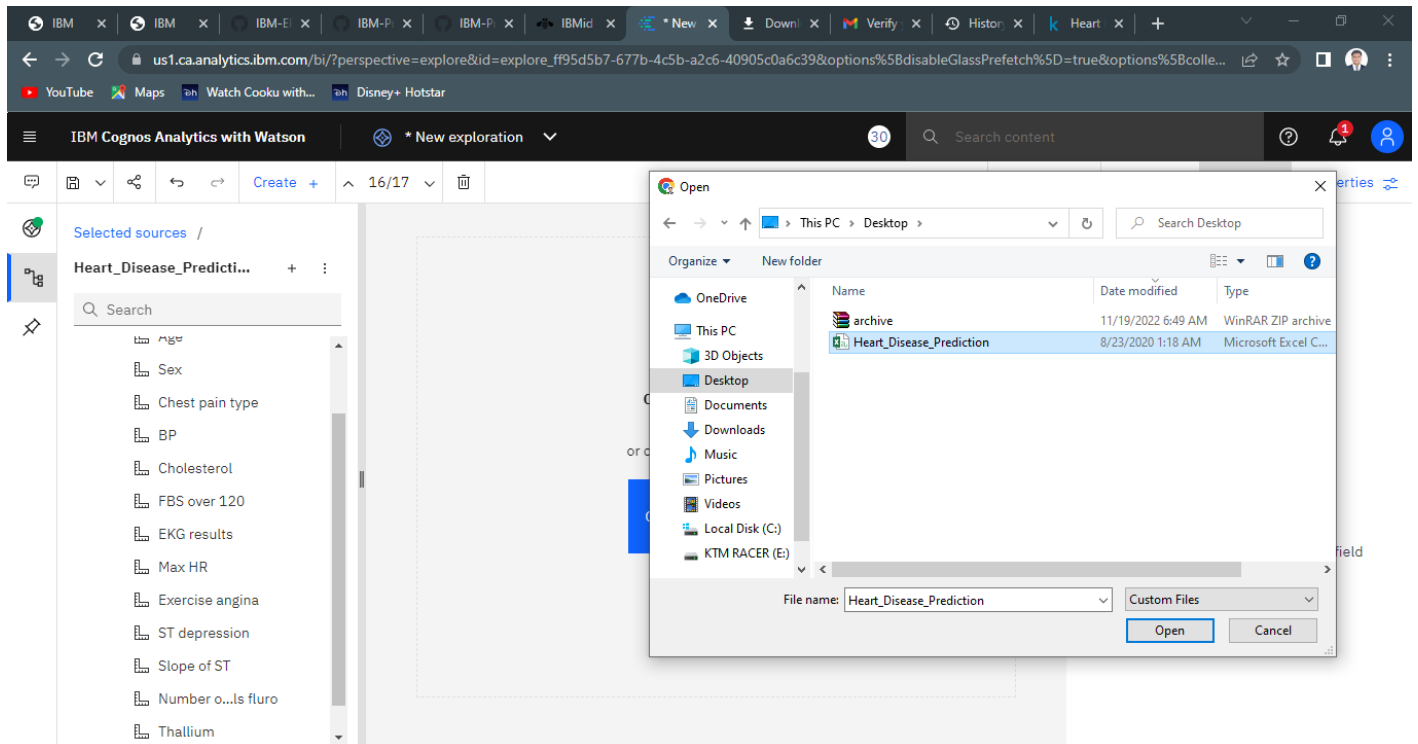 IBM IBM IBM-El IBM-Pr IBM-Pr IBMid * New Downl Verify History Heart
us1.ca.analytics.ibm.com/bi/?perspective=explore&id=explore_ff95d5b7-677b-4c5b-a2c6-40905c0a6c39&options%5BdisableGlassPrefetch%5D=true&options%5Bcolle...
YouTube Maps Watch Cooku with... Disney+ Hotstar
IBM Cognos Analytics with Watson * New exploration 30 Search content 1
Create + 16/17 erties
Selected sources /
Heart_Disease_Predicti... + :
Search
Age
Sex
Chest pain type
BP
Cholesterol
FBS over 120
EKG results
Max HR
Exercise angina
ST depression
Slope of ST
Number o...ls fluro
Thallium
or
field
Open
This PC > Desktop > Search Desktop
Organize New folder
Name Date modified Type
archive 11/19/2022 6:49 AM WinRAR ZIP archive
Heart_Disease_Prediction 8/23/2020 1:18 AM Microsoft Excel C...
OneDrive
This PC
3D Objects
Desktop
Documents
Downloads
Music
Pictures
Videos
Local Disk (C:)
KTM RACER (E:)
File name: Heart_Disease_Prediction Custom Files
Open Cancel